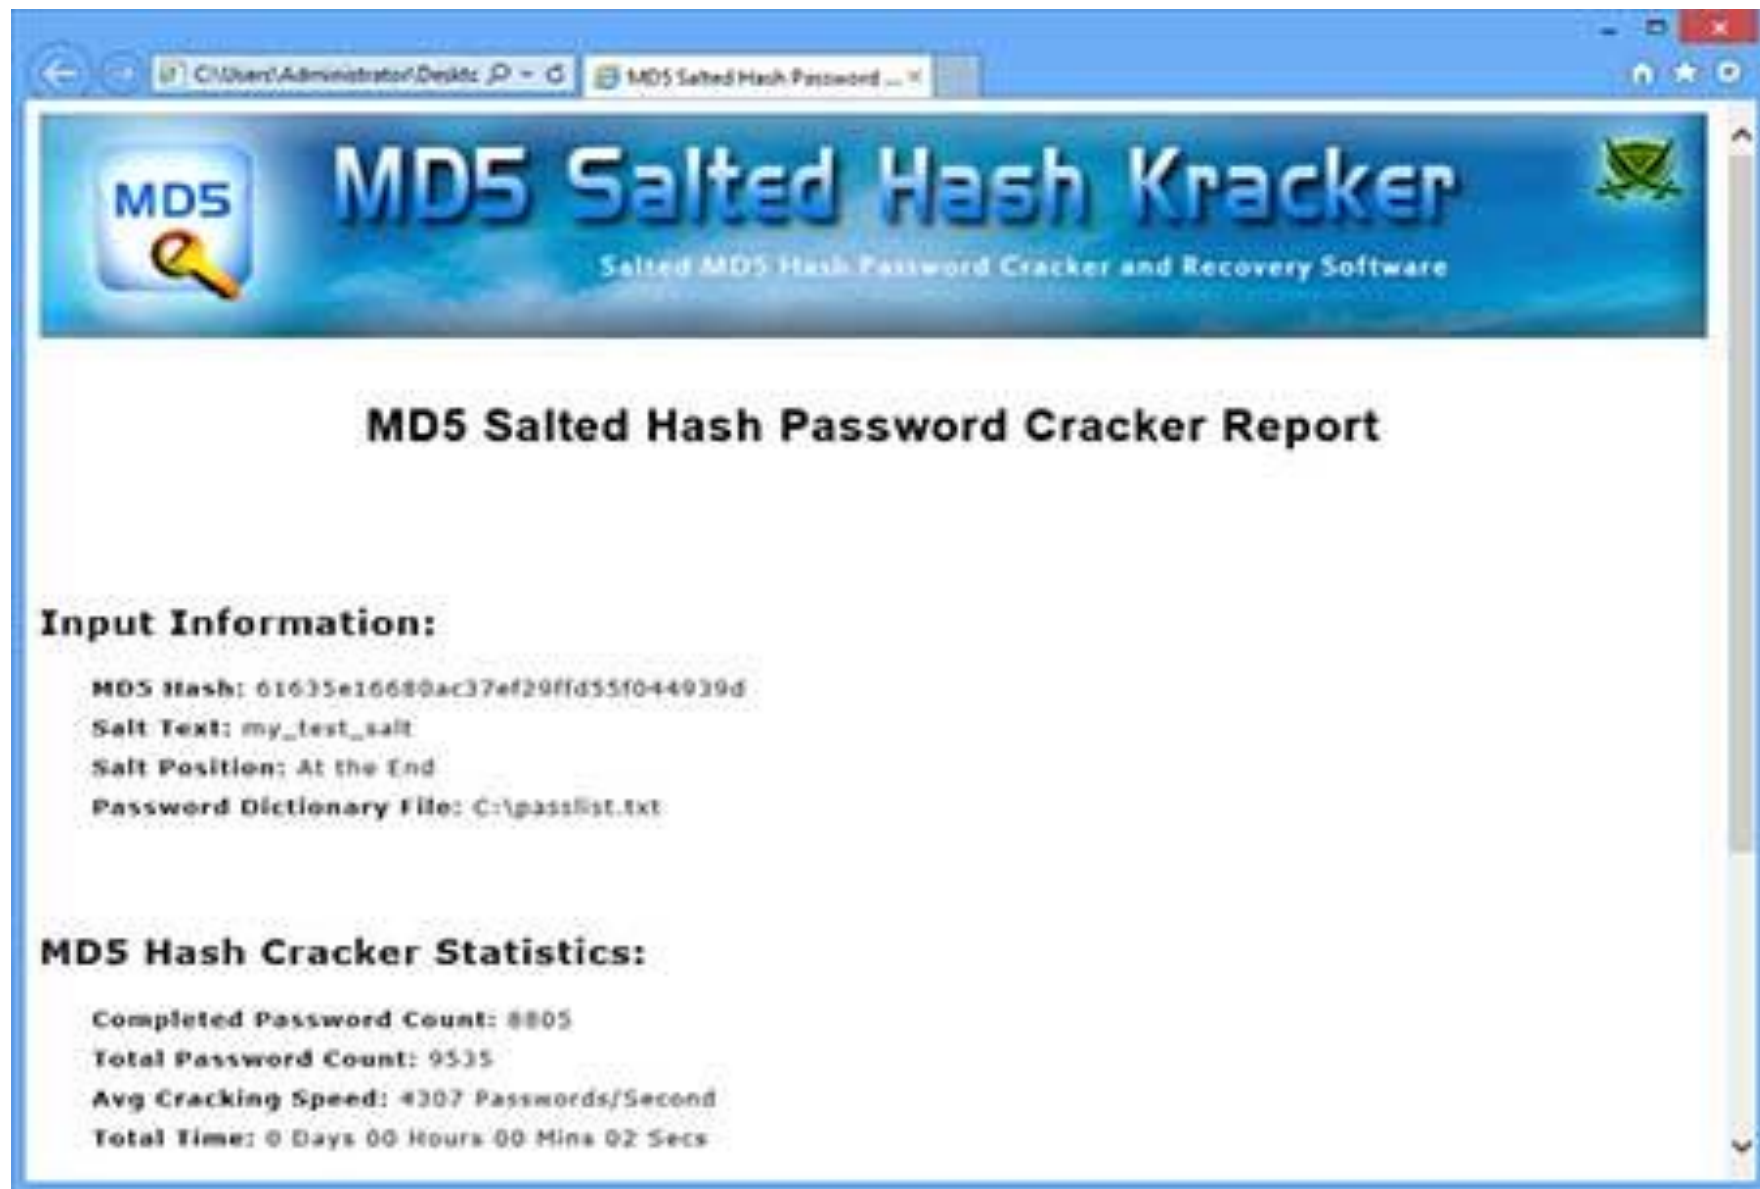 C:\Users\Administrator\Deskto
MD5 Salted Hash Password ...
MD5
MD5 Salted Hash Kracker
Salted MD5 Hash Password Cracker and Recovery Software
MD5 Salted Hash Password Cracker Report
Input Information:
MD5 Hash: 61635e16680ac37ef29ffd55f044939d
Salt Text: my_test_salt
Salt Position: At the End
Password Dictionary File: C:\passlist.txt
MD5 Hash Cracker Statistics:
Completed Password Count: 8805
Total Password Count: 9535
Avg Cracking Speed: 4307 Passwords/Second
Total Time: 0 Days 00 Hours 00 Mins 02 Secs